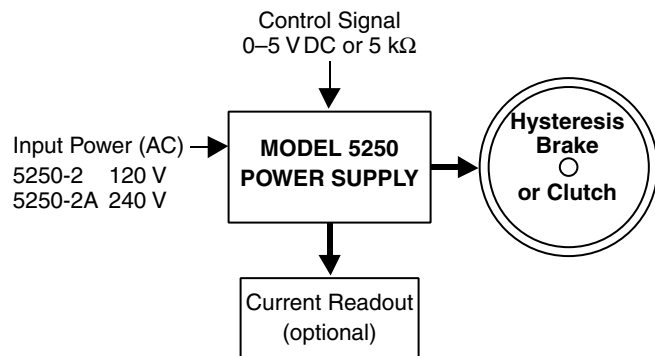 Control Signal
0–5 V DC or 5 kΩ
Input Power (AC)
5250-2 120 V
5250-2A 240 V
MODEL 5250
POWER SUPPLY
Hysteresis
Brake
or Clutch
Current Readout
(optional)